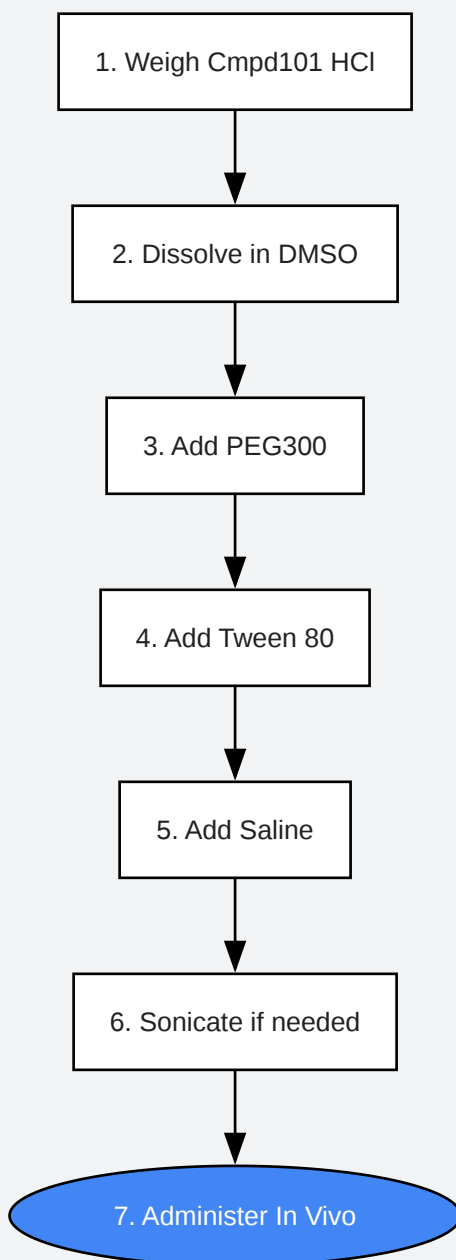 1. Weigh Cmpd101 HCl
2. Dissolve in DMSO
3. Add PEG300
4. Add Tween 80
5. Add Saline
6. Sonicate if needed
7. Administer In Vivo